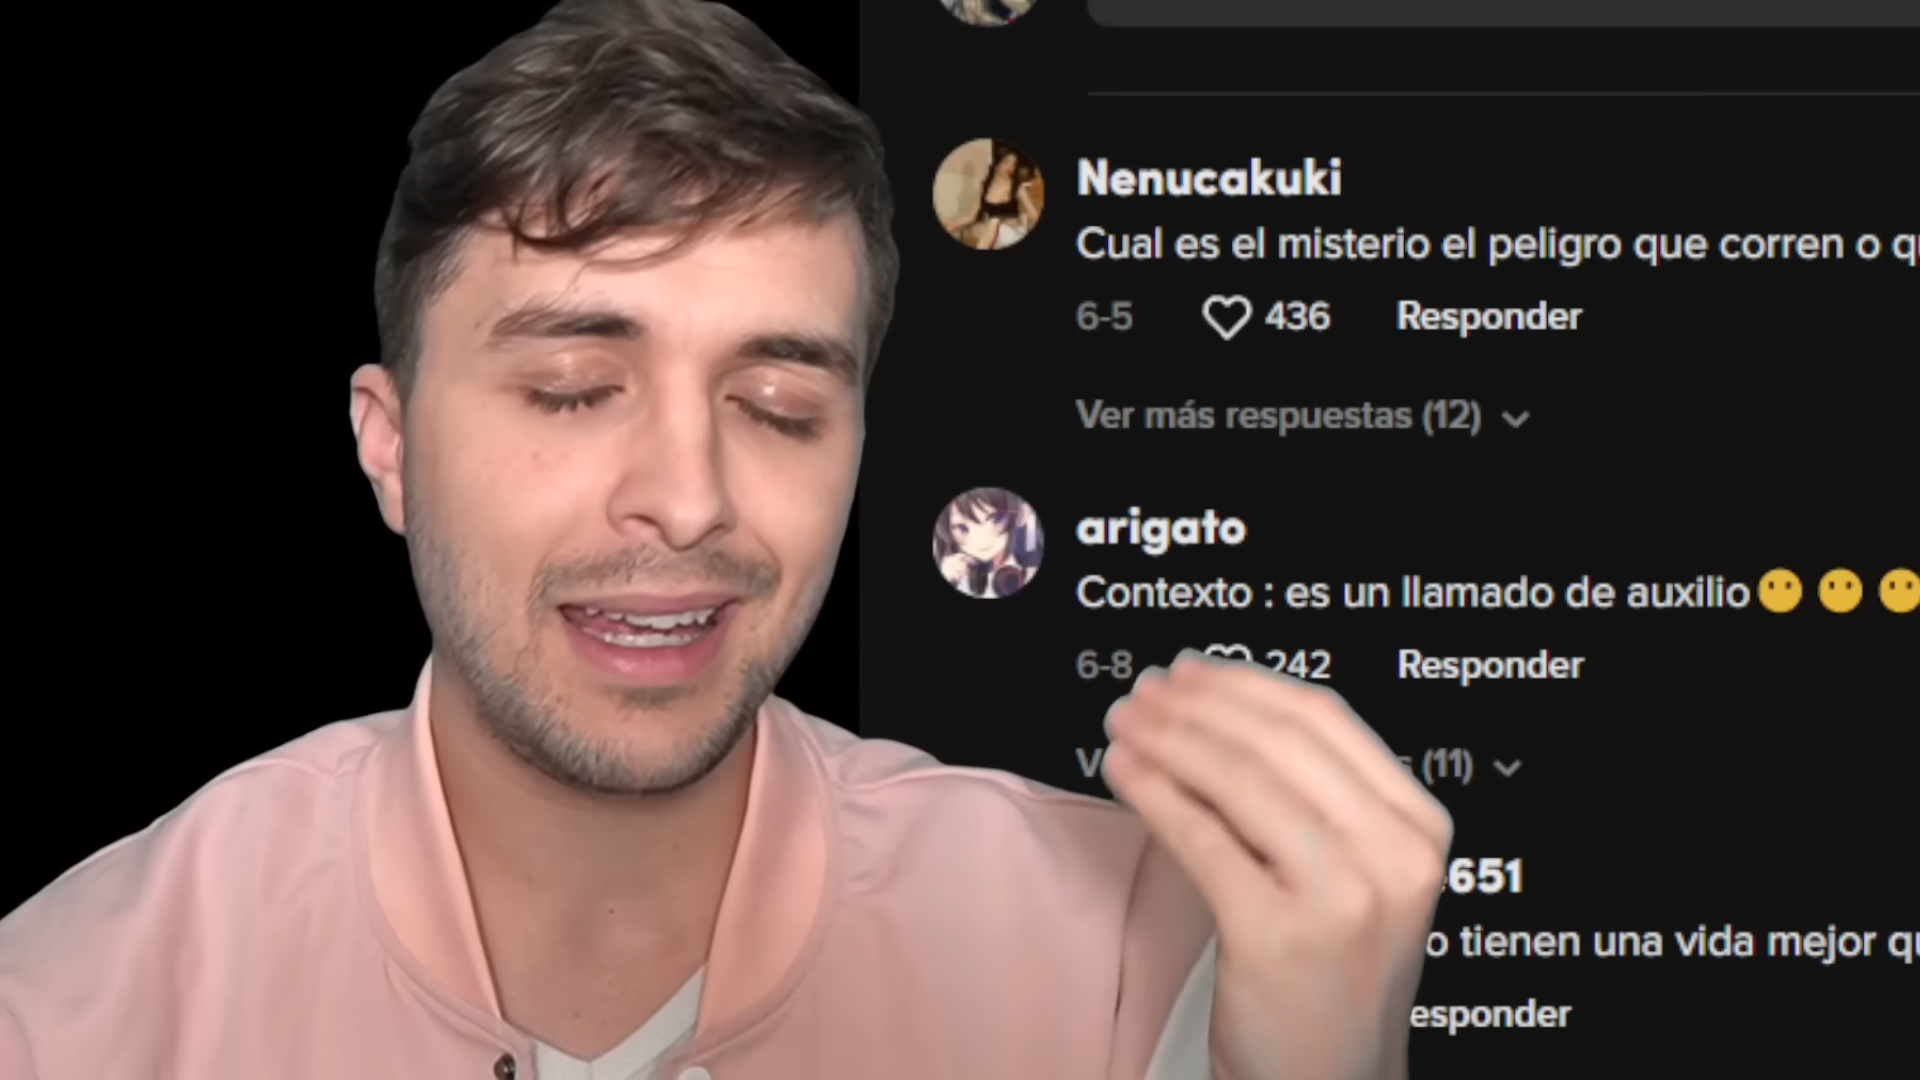 Nenucakuki
Cual es el misterio el peligro que corren o
6-5 436 Responder
Ver más respuestas (12)
arigato
Contexto : es un llamado de auxilio😶😶😶
6-8 242 Responder
(11)
651
tienen una vida mejor
esponder